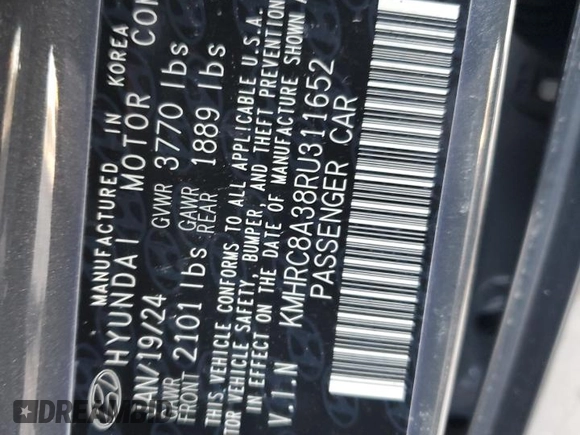 MANUFACTURED IN KOREA
HYUNDAI MOTOR CO
JAN/19/24 GVWR 3770 lbs
GAWR FRONT 2101 lbs GAWR REAR 1889 lbs
THIS VEHICLE CONFORMS TO ALL APPLICABLE U.S.A.
MOTOR VEHICLE SAFETY, BUMPER, AND THEFT PREVENTION
IN EFFECT ON THE DATE OF MANUFACTURE SHOWN A
V.I.N KMHRC8A38RU311652
PASSENGER CAR
DREAMBID